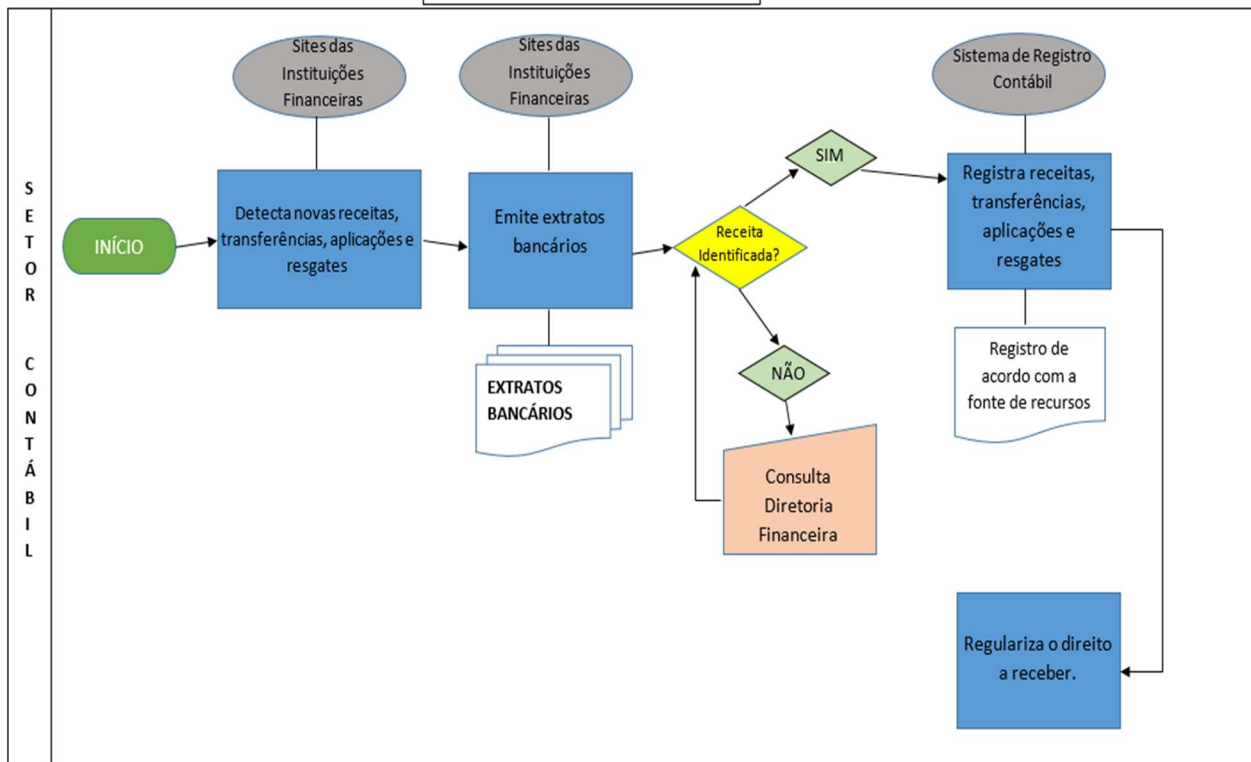 SETOR CONTÁBIL
INÍCIO
Sites das
Instituições
Financeiras
Detecta novas receitas,
transferências, aplicações e
resgates
Sites das
Instituições
Financeiras
Emite extratos
bancários
EXTRATOS
BANCÁRIOS
Receita
Identificada?
SIM
NÃO
Consulta
Diretoria
Financeira
Sistema de Registro
Contábil
Registra receitas,
transferências,
aplicações e
resgates
Registro de
acordo com a
fonte de recursos
Regulariza o direito
a receber.